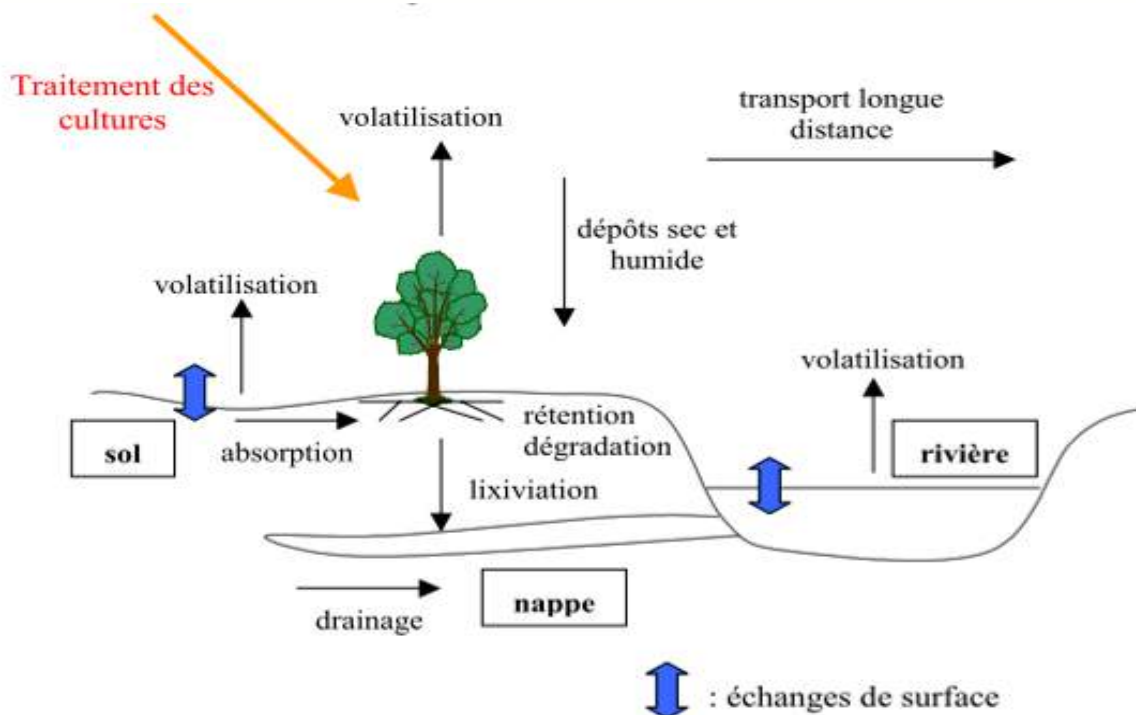 Traitement des
cultures
volatilisation
transport longue
distance
dépôts sec et
humide
volatilisation
volatilisation
sol
absorption
rétention
dégradation
rivière
lixiviation
nappe
drainage
: échanges de surface